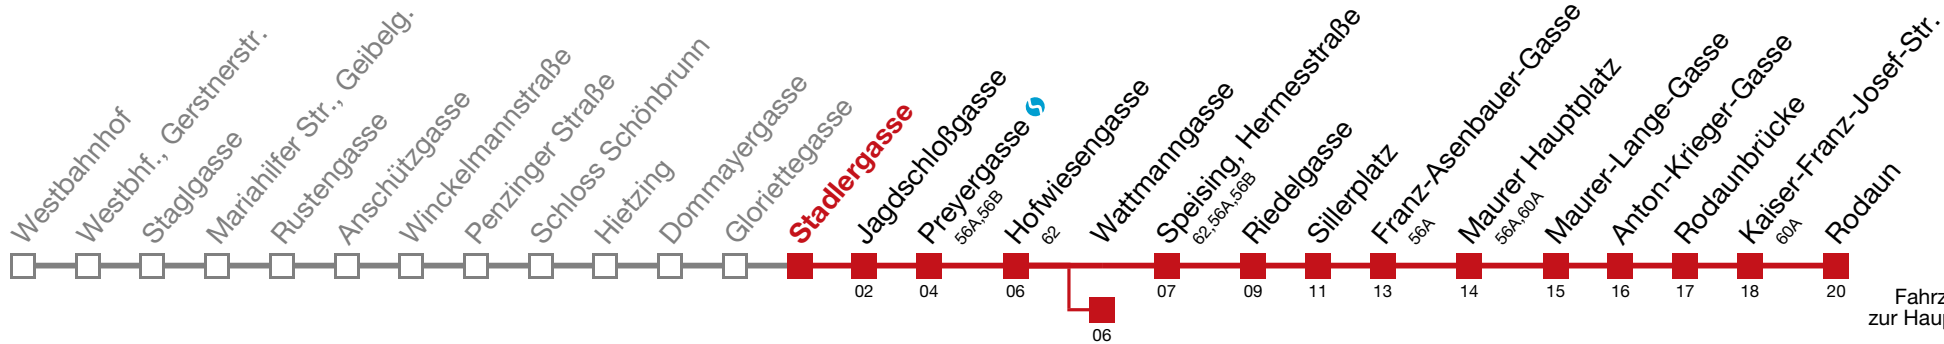 Westbahnhof
Westbhf., Gerstnerstr.
Staglgasse
Mariahilfer Str., Geibelg.
Rustengasse
Anschützgasse
Winckelmannstraße
Penzinger Straße
Schloss Schönbrunn
Hietzing
Dommayergasse
Gloriettegasse
Stadlergasse
Jagdschloßgasse
Preyergasse
56A,56B
Hofwiesengasse
62
Wattmanngasse
Speising, Hermesstraße
62,56A,56B
Riedelgasse
Sillerplatz
Franz-Asenbauer-Gasse
56A
Maurer Hauptplatz
56A,60A
Maurer-Lange-Gasse
Anton-Krieger-Gasse
Rodaunbrücke
Kaiser-Franz-Josef-Str.
60A
Rodaun
02 04 06 07 09 11 13 14 15 16 17 18 20
06
Fahrz
zur Haup